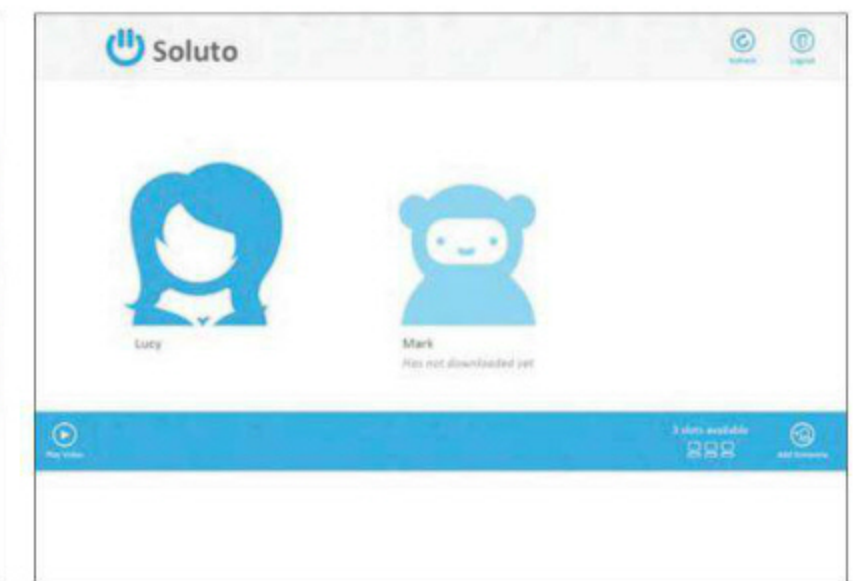 Soluto
Refresh
Logout
Lucy
Mark
Has not downloaded yet
3 slots available
Play Video
Add Someone